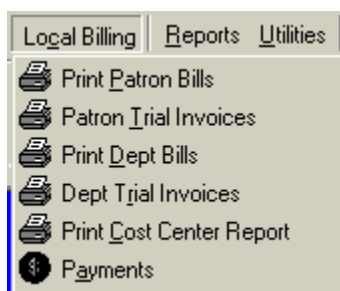 Local Billing Reports Utilities
Print Patron Bills
Patron Trial Invoices
Print Dept Bills
Dept Trial Invoices
Print Cost Center Report
Payments